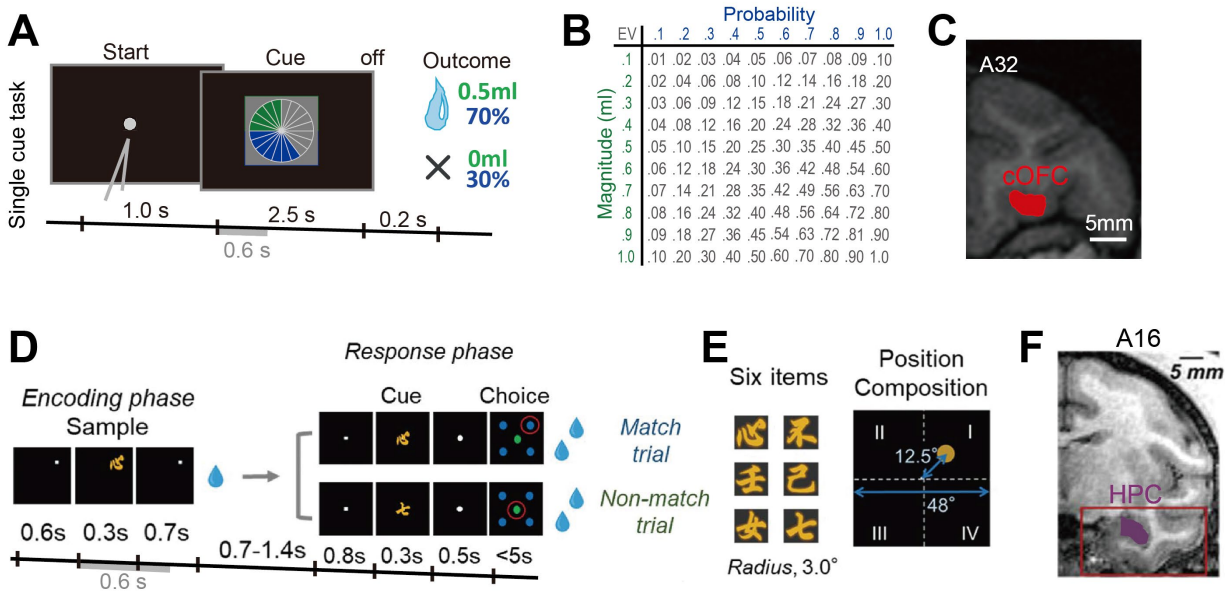 A
Single cue task
Start
Cue
off
Outcome
0.5ml
70%
0ml
30%
1.0 s
2.5 s
0.2 s
0.6 s
B
Probability
Magnitude (ml)
EV .1 .2 .3 .4 .5 .6 .7 .8 .9 1.0
.1 .01 .02 .03 .04 .05 .06 .07 .08 .09 .10
.2 .02 .04 .06 .08 .10 .12 .14 .16 .18 .20
.3 .03 .06 .09 .12 .15 .18 .21 .24 .27 .30
.4 .04 .08 .12 .16 .20 .24 .28 .32 .36 .40
.5 .05 .10 .15 .20 .25 .30 .35 .40 .45 .50
.6 .06 .12 .18 .24 .30 .36 .42 .48 .54 .60
.7 .07 .14 .21 .28 .35 .42 .49 .56 .63 .70
.8 .08 .16 .24 .32 .40 .48 .56 .64 .72 .80
.9 .09 .18 .27 .36 .45 .54 .63 .72 .81 .90
1.0 .10 .20 .30 .40 .50 .60 .70 .80 .90 1.0
C
A32
cOFC
5mm
D
Encoding phase
Sample
心
0.6s
0.3s
0.7s
0.6 s
0.7-1.4s
Response phase
Cue
Choice
心
七
Match
trial
Non-match
trial
0.8s
0.3s
0.5s
<5s
E
Six items
心 不
壬 己
女 七
Radius, 3.0°
Position
Composition
II
I
12.5°
48°
III
IV
F
A16
5 mm
HPC